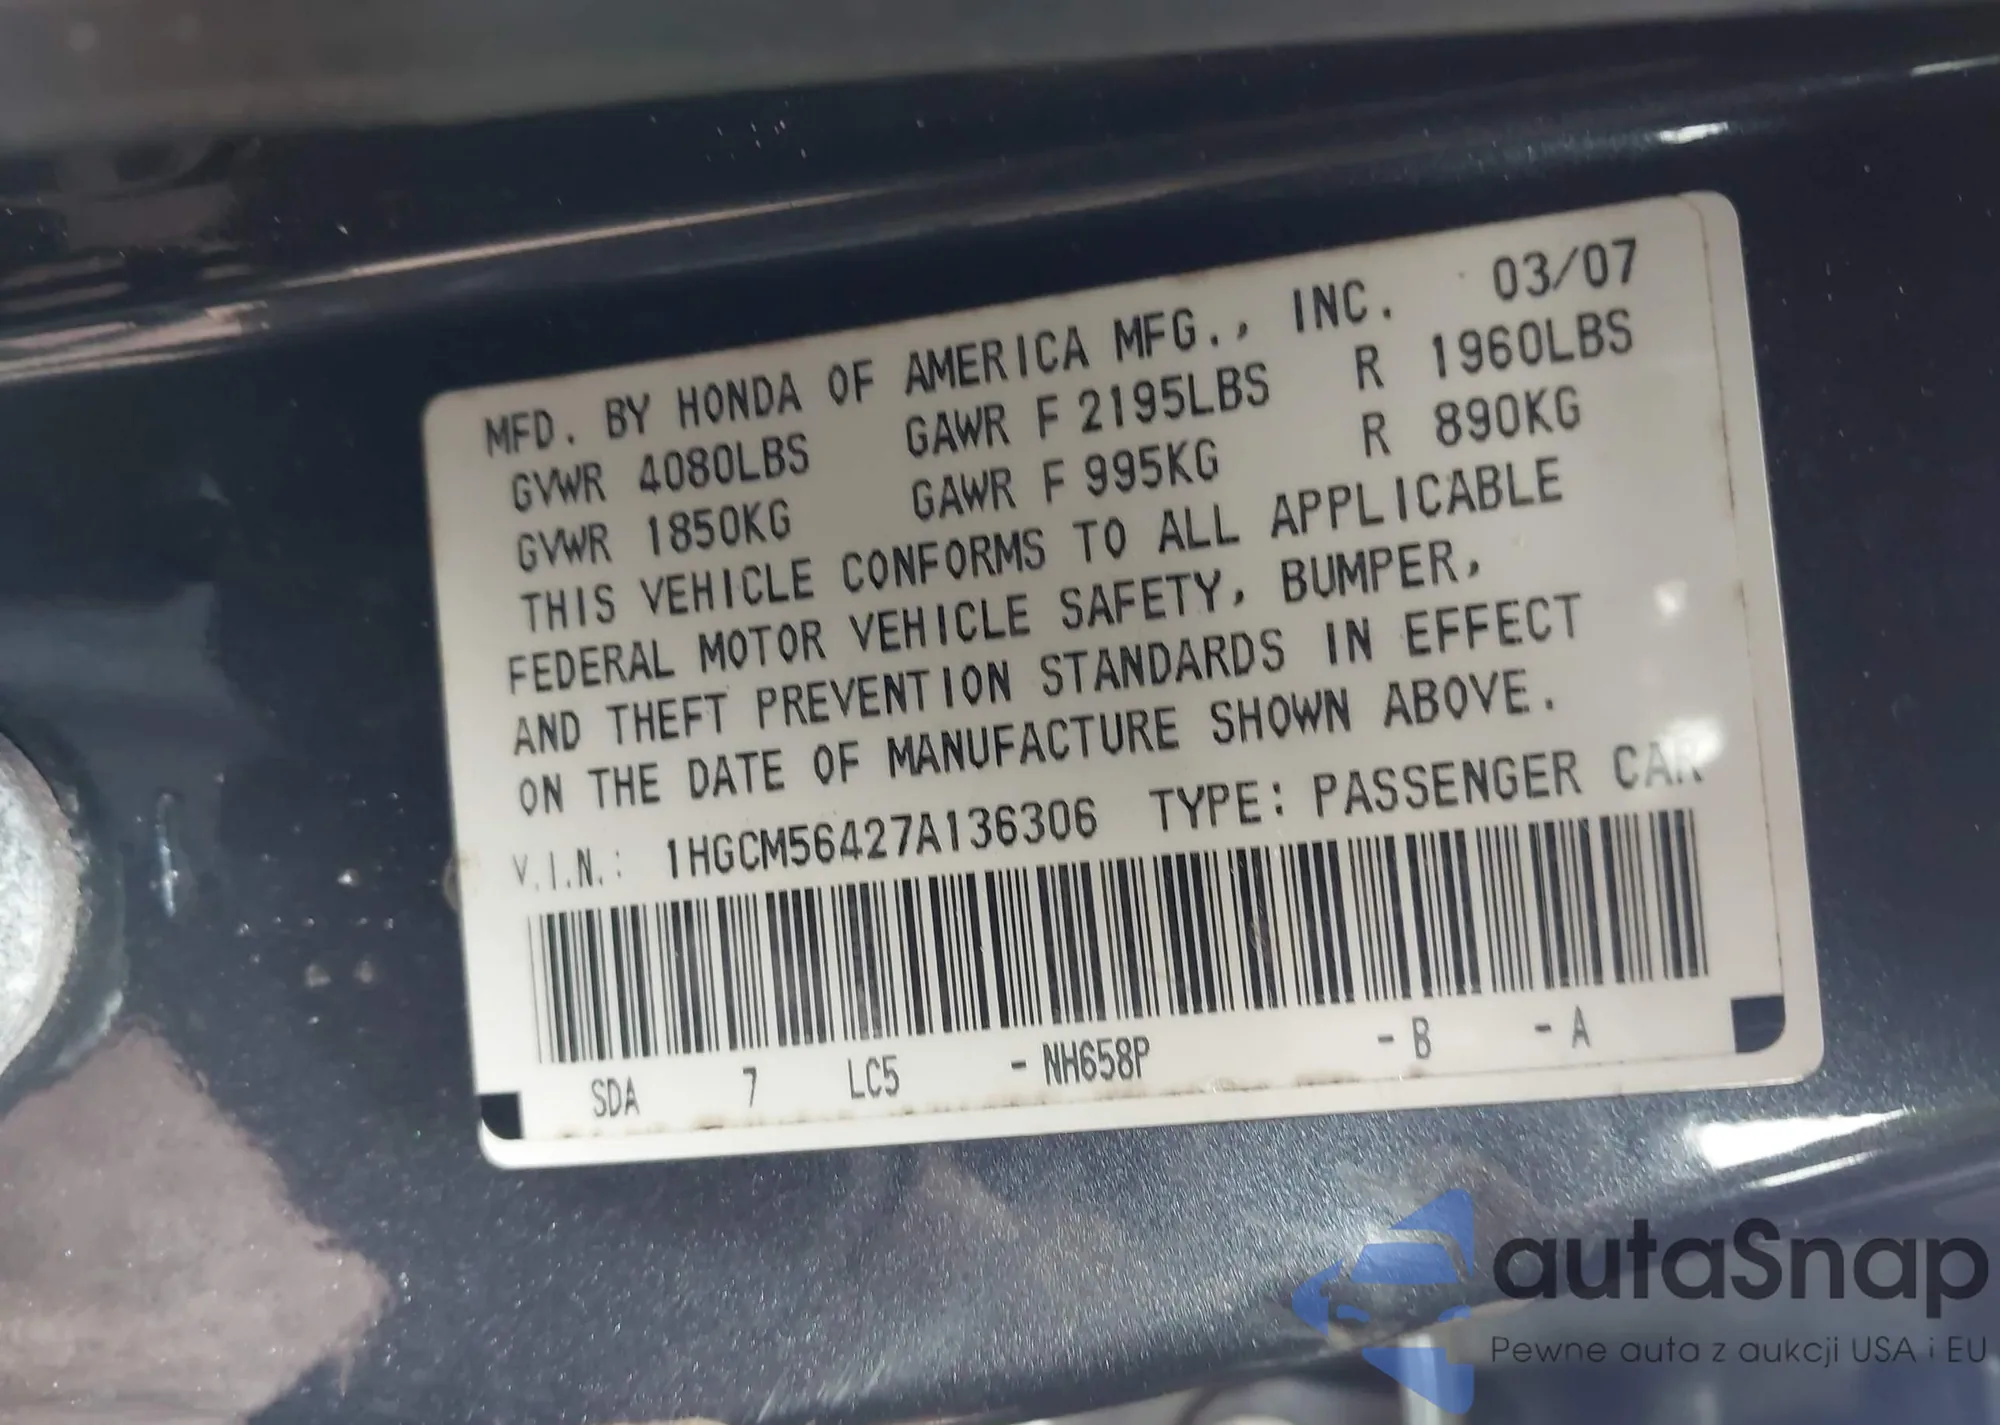 MFD. BY HONDA OF AMERICA MFG., INC. 03/07
GVWR 4080LBS GAWR F 2195LBS R 1960LBS
GVWR 1850KG GAWR F 995KG R 890KG
THIS VEHICLE CONFORMS TO ALL APPLICABLE
FEDERAL MOTOR VEHICLE SAFETY, BUMPER,
AND THEFT PREVENTION STANDARDS IN EFFECT
ON THE DATE OF MANUFACTURE SHOWN ABOVE.
V.I.N.: 1HGCM56427A136306 TYPE: PASSENGER CAR
SDA 7 LC5 - NH658P - B - A
autaSnap
Pewne auta z aukcji USA i EU